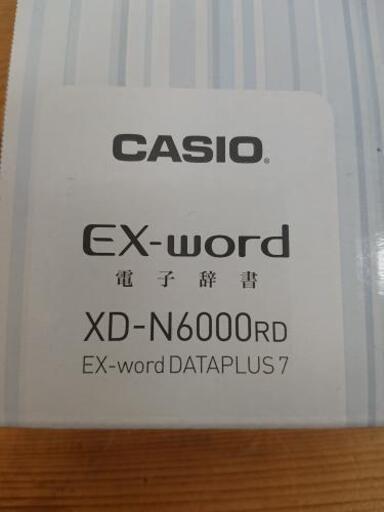 CASIO®
EX-word
電子辞書
XD-N6000RD
EX-word DATAPLUS 7